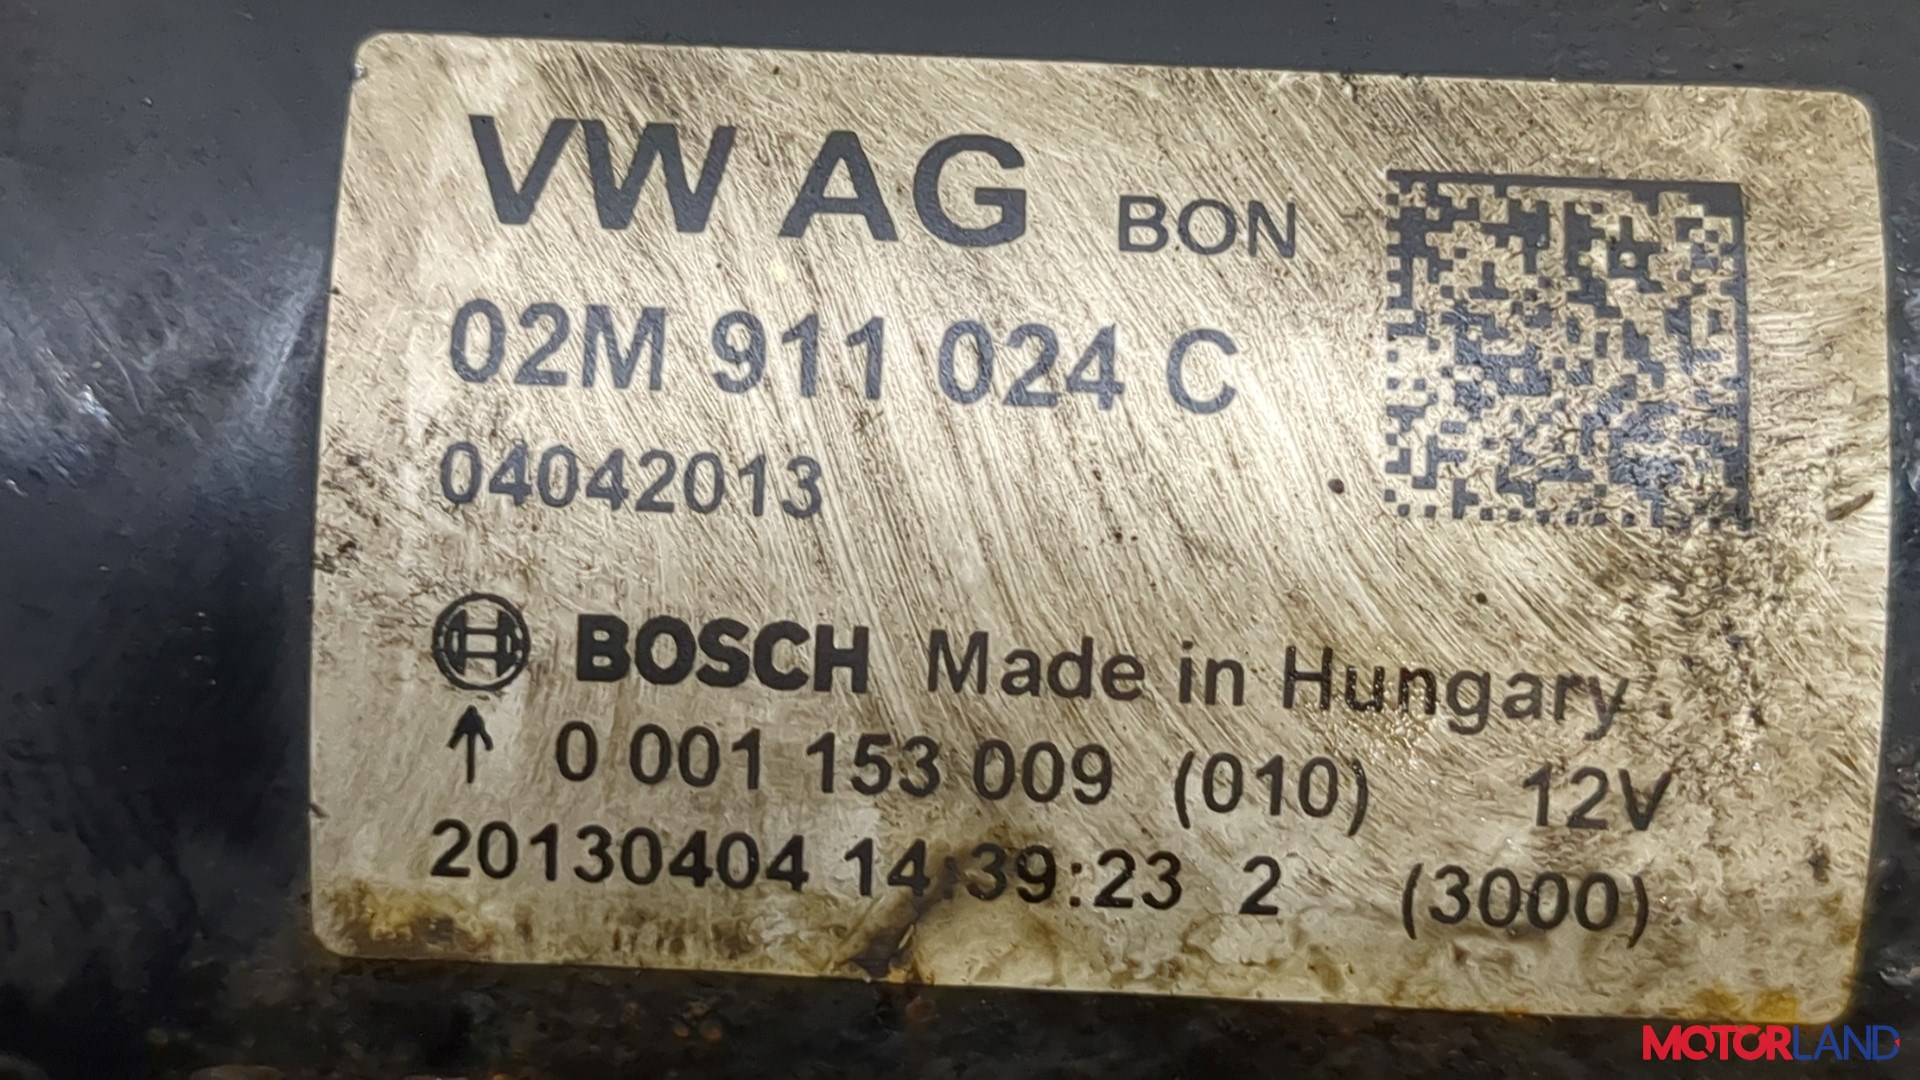 VW AG BON
02M 911 024 C
04042013
BOSCH Made in Hungary
↑ 0 001 153 009 (010) 12V
20130404 14:39:23 2 (3000)
MOTORLAND